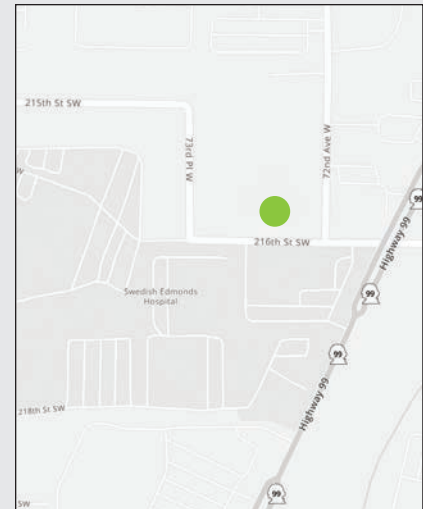 215th St SW
73rd Pl W
72nd Ave W
99
216th St SW
Highway 99
Swedish Edmonds
Hospital
99
99
Highway 99
218th St SW
99
SW